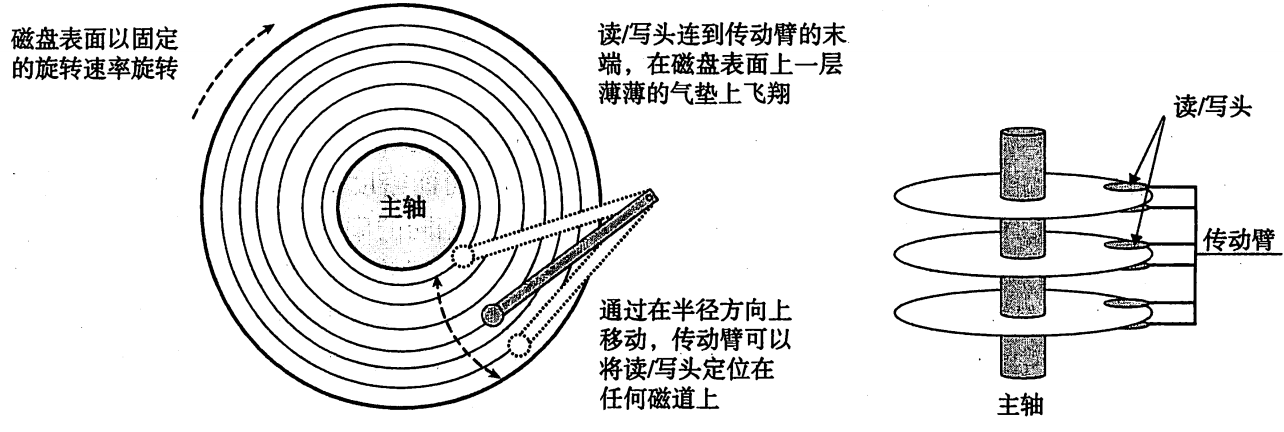 磁盘表面以固定
的旋转速率旋转
读/写头连到传动臂的末
端，在磁盘表面上一层
薄薄的气垫上飞翔
主轴
通过在半径方向上
移动，传动臂可以
将读/写头定位在
任何磁道上
读/写头
传动臂
主轴